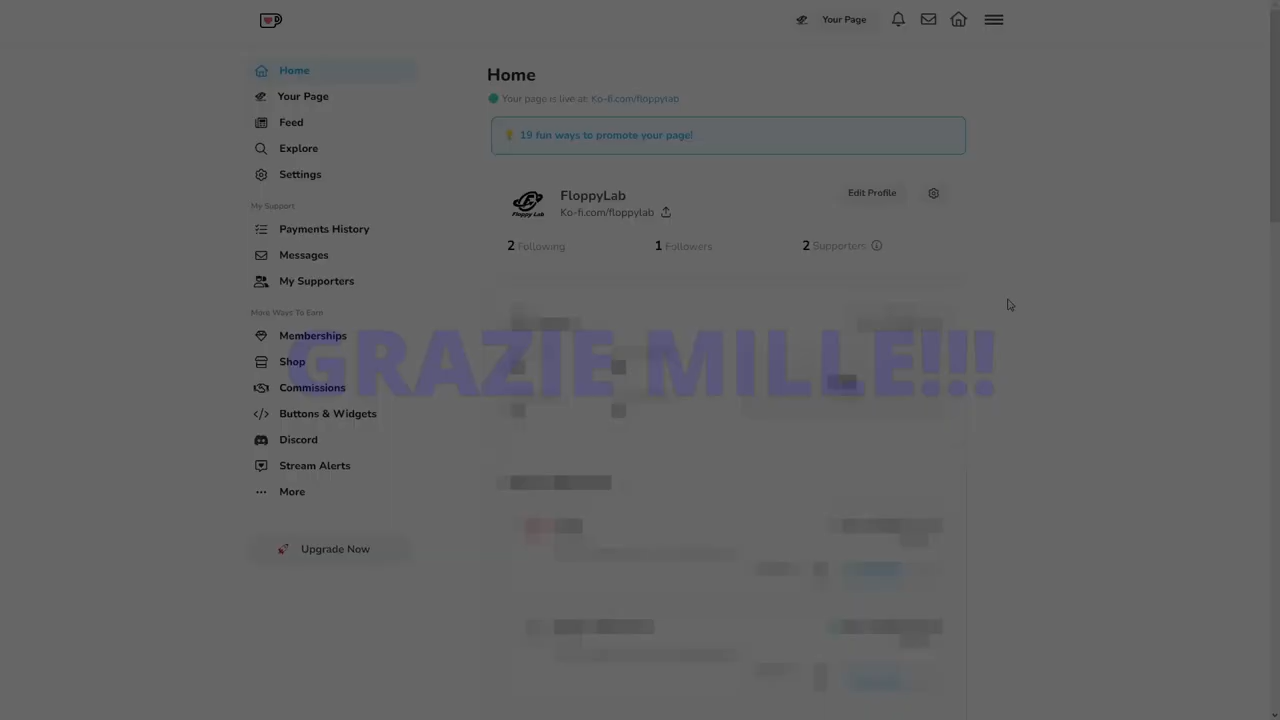 Your Page
Home
Your Page
Feed
Explore
Settings
My Support
Payments History
Messages
My Supporters
More Ways To Earn
Memberships
Shop
Commissions
Buttons & Widgets
Discord
Stream Alerts
More
Upgrade Now
Home
Your page is live at: Ko-fi.com/floppylab
19 fun ways to promote your page!
Floppy Lab
FloppyLab
Ko-fi.com/floppylab
Edit Profile
2 Following
1 Followers
2 Supporters
GRAZIE MILLE!!!